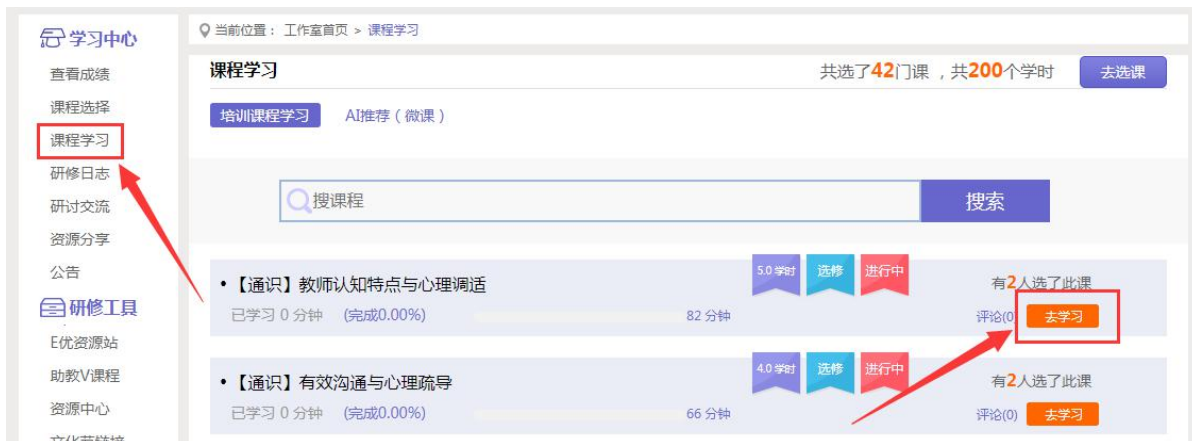 学习中心
查看成绩
课程选择
课程学习
研修日志
研讨交流
资源分享
公告
研修工具
E优资源站
助教V课程
资源中心
当前位置： 工作室首页 > 课程学习
课程学习
共选了42门课 ，共200个学时
去选课
培训课程学习 AI推荐（微课）
搜课程
搜索
• 【通识】教师认知特点与心理调适
5.0 学时 选修 进行中
有2人选了此课
已学习 0 分钟 (完成0.00%) 82 分钟
评论(0) 去学习
• 【通识】有效沟通与心理疏导
4.0 学时 选修 进行中
有2人选了此课
已学习 0 分钟 (完成0.00%) 66 分钟
评论(0) 去学习